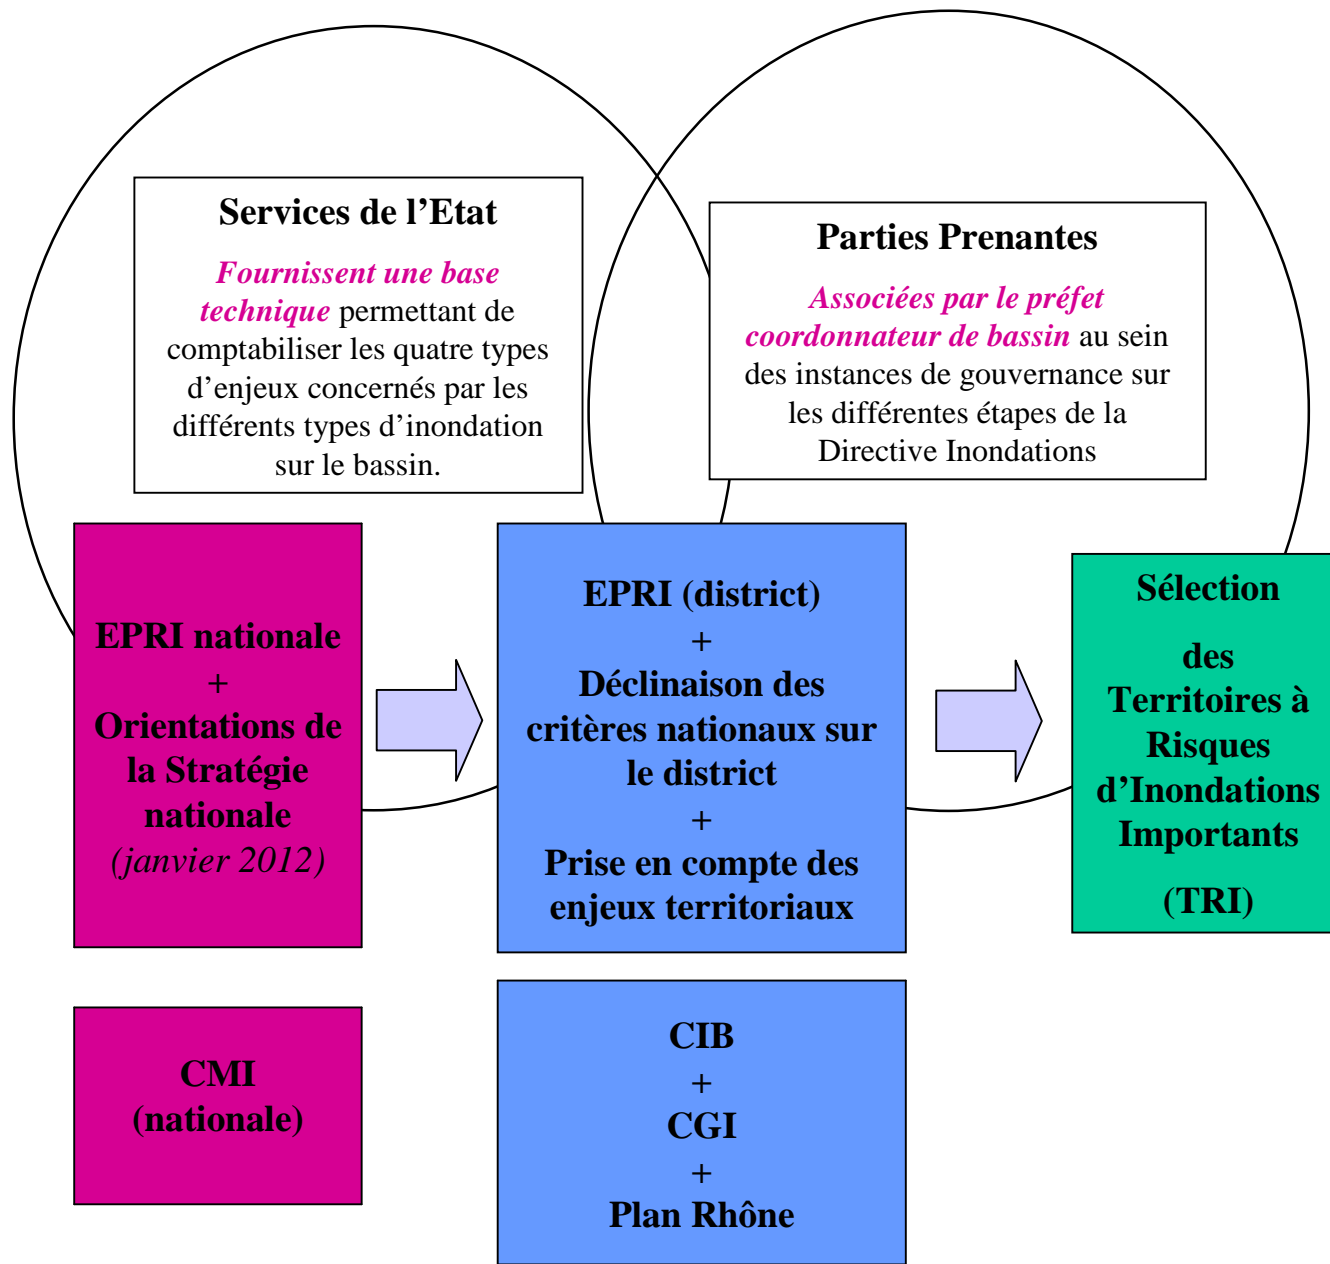 Services de l’Etat
Fournissent une base
technique permettant de
comptabiliser les quatre types
d’enjeux concernés par les
différents types d’inondation
sur le bassin.
Parties Prenantes
Associées par le préfet
coordonnateur de bassin au sein
des instances de gouvernance sur
les différentes étapes de la
Directive Inondations
EPRI nationale
+
Orientations de
la Stratégie
nationale
(janvier 2012)
EPRI (district)
+
Déclinaison des
critères nationaux sur
le district
+
Prise en compte des
enjeux territoriaux
Sélection
des
Territoires à
Risques
d’Inondations
Importants
(TRI)
CMI
(nationale)
CIB
+
CGI
+
Plan Rhône